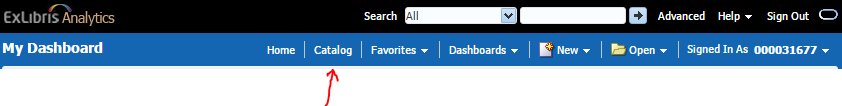 ExLibris Analytics Search All Advanced Help Sign Out
My Dashboard Home Catalog Favorites Dashboards New Open Signed In As 000031677